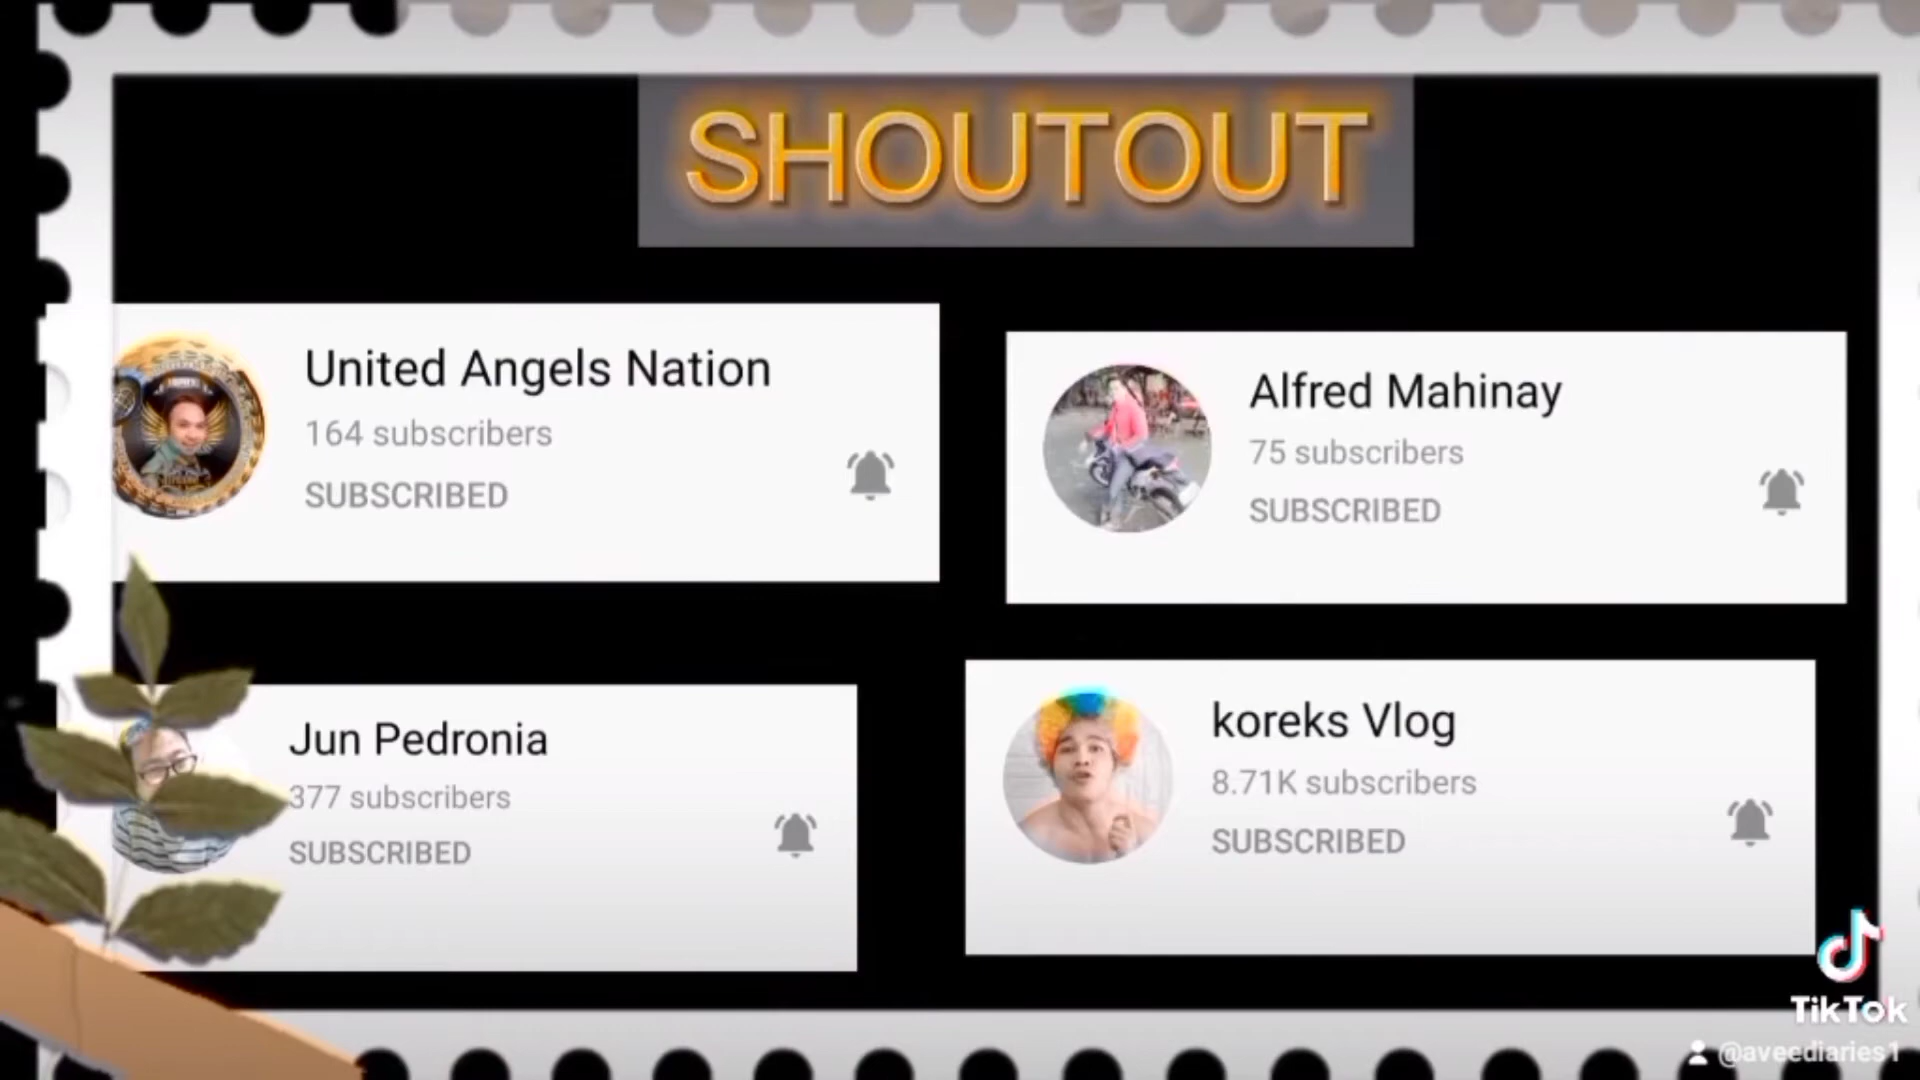 SHOUTOUT
United Angels Nation
164 subscribers
SUBSCRIBED
Alfred Mahinay
75 subscribers
SUBSCRIBED
Jun Pedronia
377 subscribers
SUBSCRIBED
koreks Vlog
8.71K subscribers
SUBSCRIBED
TikTok
@aveediaries1